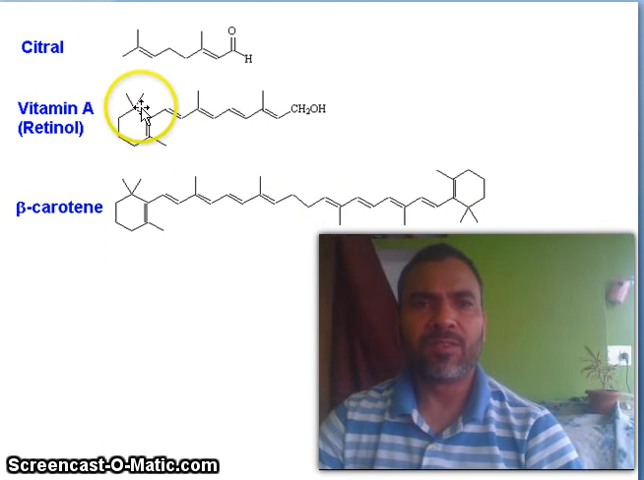 Citral
O
H
Vitamin A
(Retinol)
CH2OH
β-carotene
Screencast-O-Matic.com